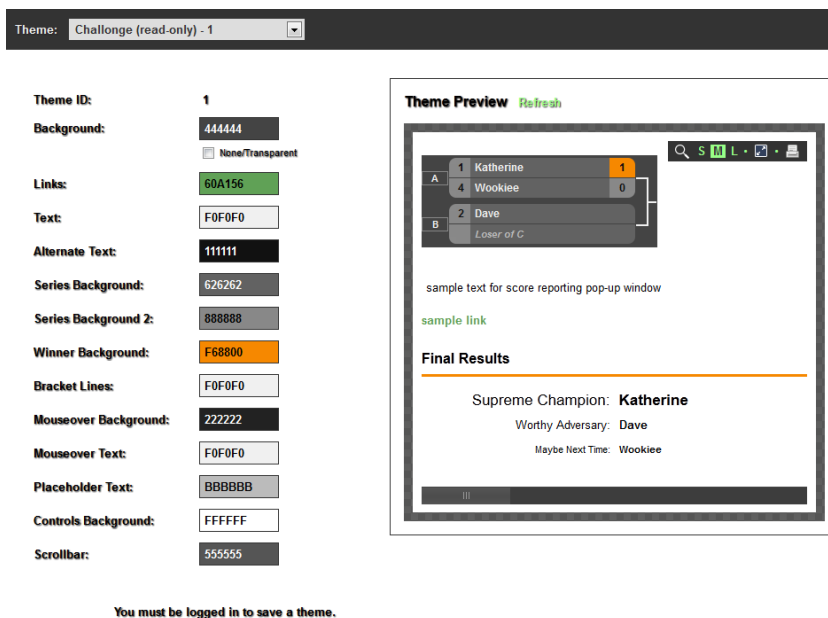 Theme: Challonge (read-only) - 1
Theme ID: 1
Background: 444444
None/Transparent
Links: 60A156
Text: F0F0F0
Alternate Text: 111111
Series Background: 626262
Series Background 2: 888888
Winner Background: F68800
Bracket Lines: F0F0F0
Mouseover Background: 222222
Mouseover Text: F0F0F0
Placeholder Text: BBBBBB
Controls Background: FFFFFF
Scrollbar: 555555
You must be logged in to save a theme.
Theme Preview Refresh
S M L
A
1 Katherine 1
4 Wookiee 0
B
2 Dave
Loser of C
sample text for score reporting pop-up window
sample link
Final Results
Supreme Champion: Katherine
Worthy Adversary: Dave
Maybe Next Time: Wookiee